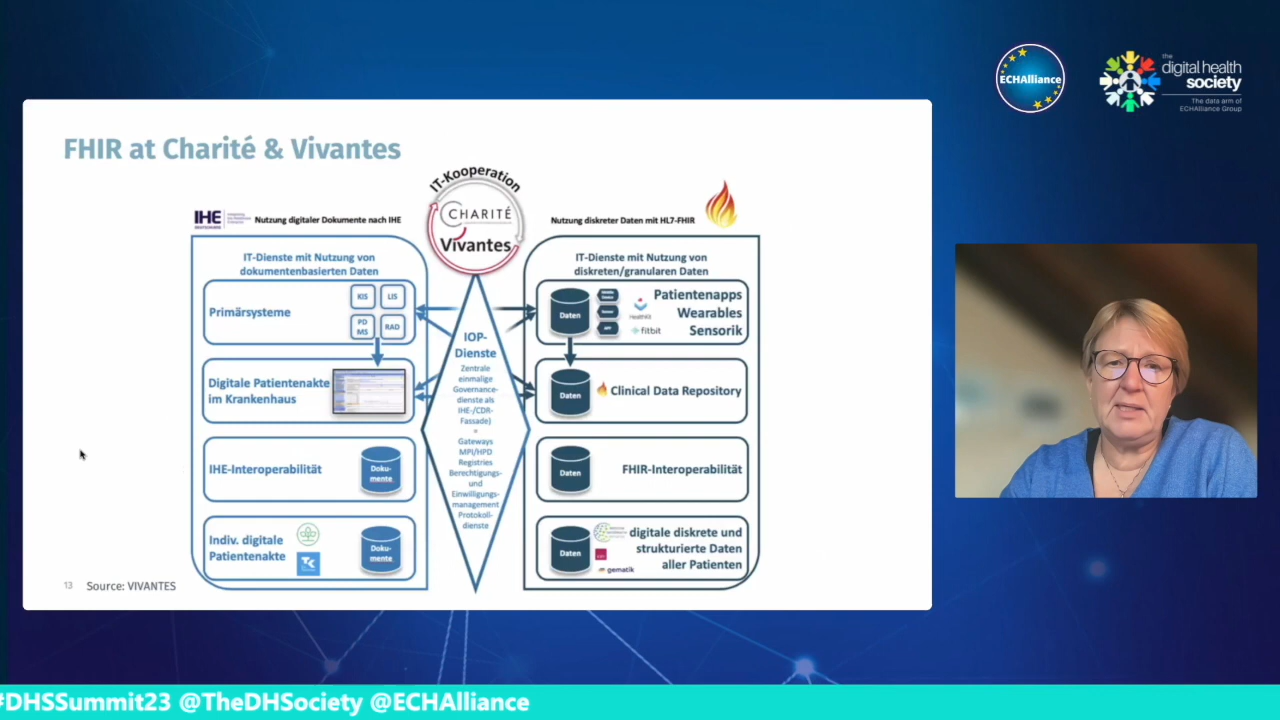 ECHAlliance
the
digital health
society
The data arm of
ECHAlliance Group
FHIR at Charité & Vivantes
IT-Kooperation
CHARITÉ
Vivantes
IHE
Nutzung digitaler Dokumente nach IHE
Nutzung diskreter Daten mit HL7-FHIR
IT-Dienste mit Nutzung von
dokumentenbasierten Daten
Primärsysteme
KIS
LIS
PD
MS
RAD
Digitale Patientenakte
im Krankenhaus
IHE-Interoperabilität
Doku-
mente
Indiv. digitale
Patientenakte
TK
Doku-
mente
IOP-
Dienste
Zentrale
einmalige
Governance-
dienste als
IHE-/CDR-
Fassade)
=
Gateways
MPI/HPD
Registries
Berechtigungs-
und
Einwilligungs-
management
Protokoll-
dienste
IT-Dienste mit Nutzung von
diskreten/granularen Daten
Daten
Patientenapps
Wearables
Sensorik
fitbit
Daten
Clinical Data Repository
Daten
FHIR-Interoperabilität
Daten
digitale diskrete und
strukturierte Daten
aller Patienten
gematik
13 Source: VIVANTES
#DHSSummit23 @TheDHSociety @ECHAlliance